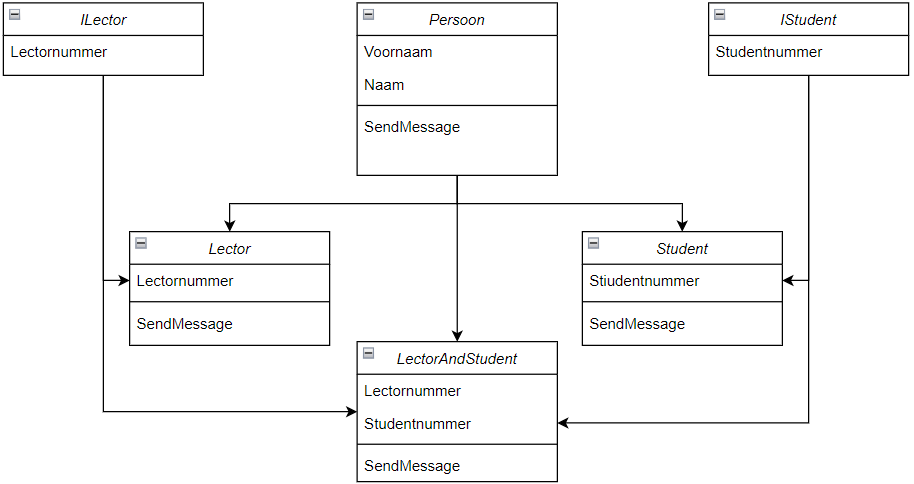 ILector
Lectornummer
Persoon
Voornaam
Naam
SendMessage
IStudent
Studentnummer
Lector
Lectornummer
SendMessage
Student
Stiudentnummer
SendMessage
LectorAndStudent
Lectornummer
Studentnummer
SendMessage